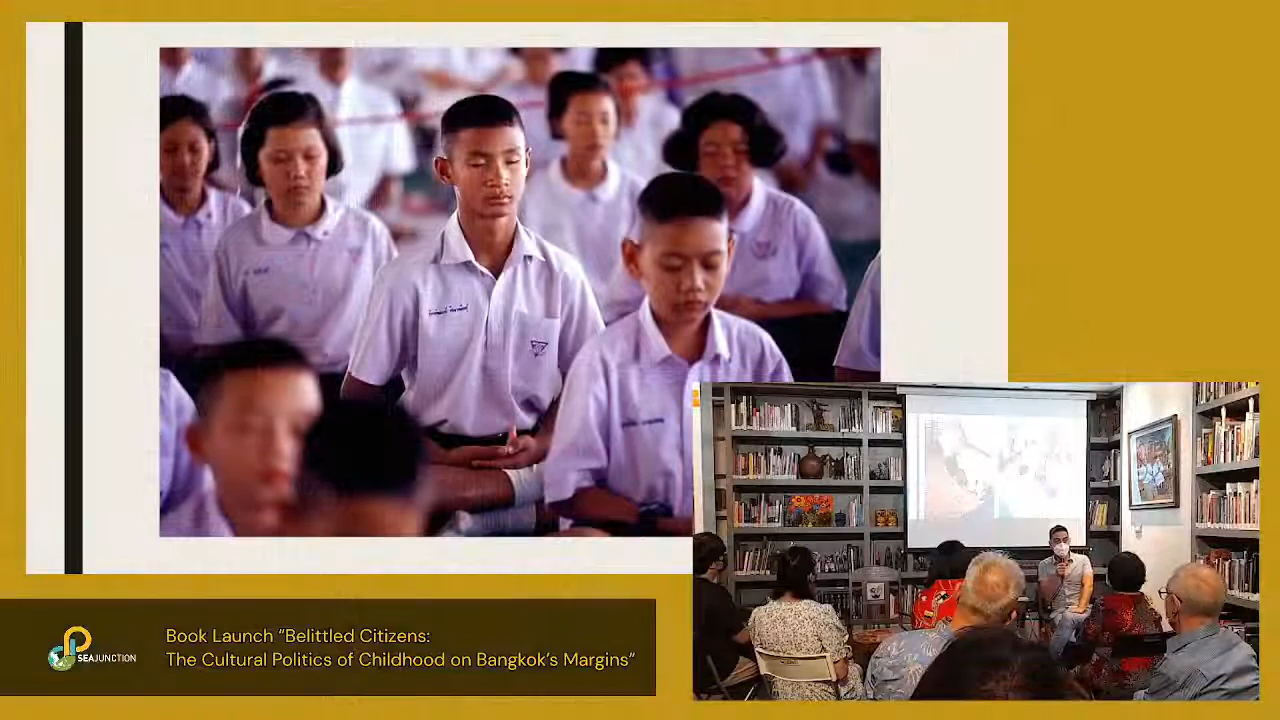 SEAJUNCTION
Book Launch “Belittled Citizens:
The Cultural Politics of Childhood on Bangkok’s Margins”